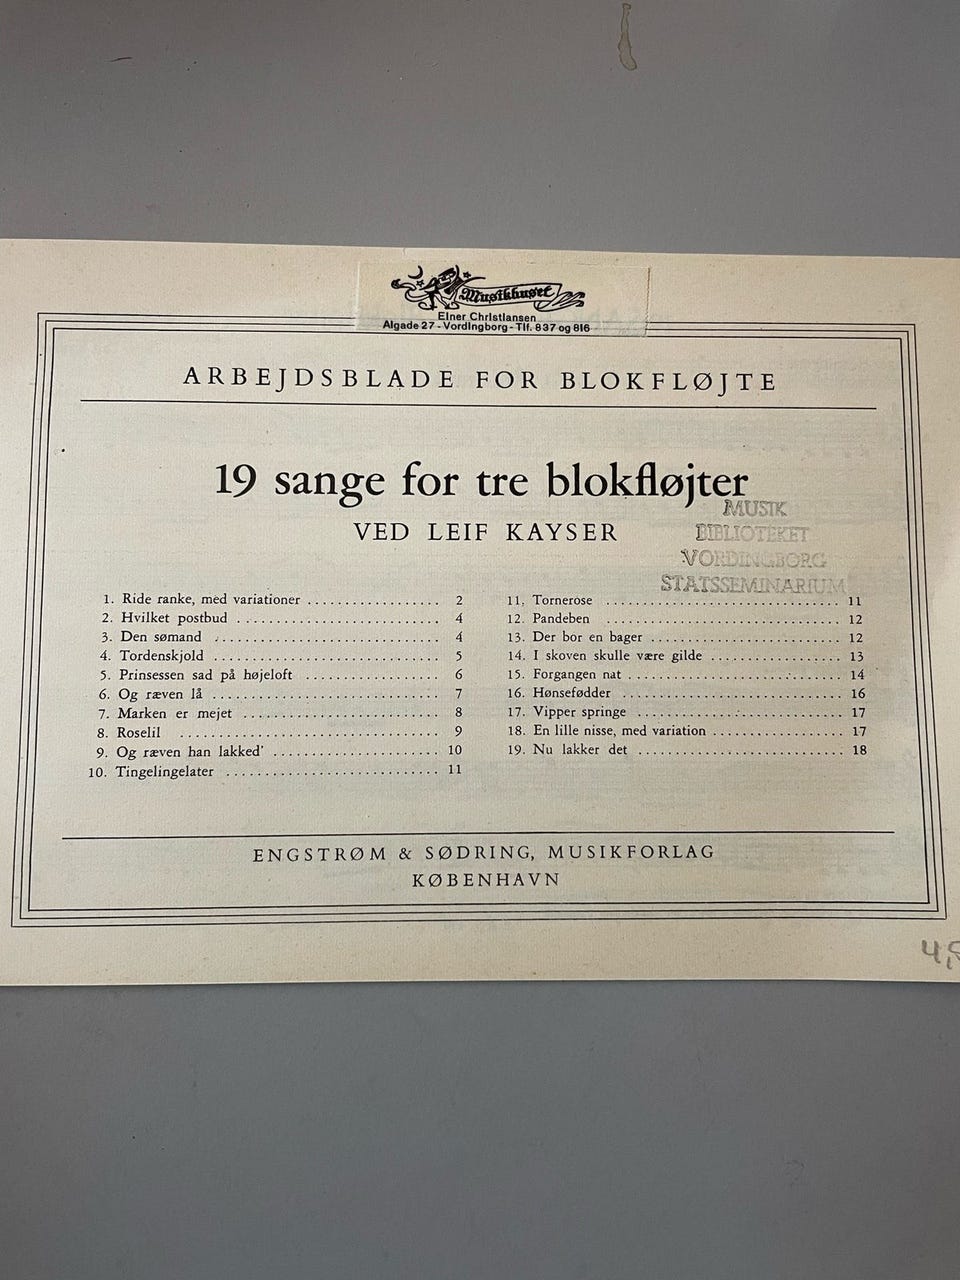 Musikhuset
Einer Christiansen
Algade 27 - Vordingborg - Tlf. 837 og 816
ARBEJDSBLADE FOR BLOKFLØJTE
19 sange for tre blokfløjter
VED LEIF KAYSER
MUSIK
BIBLIOTEKET
VORDINGBORG
STATSSEMINARIUM
1. Ride ranke, med variationer .................. 2
2. Hvilket postbud ............................ 4
3. Den sømand ............................... 4
4. Tordenskjold ............................... 5
5. Prinsessen sad på højeloft .................... 6
6. Og ræven lå ................................ 7
7. Marken er mejet ........................... 8
8. Roselil .................................... 9
9. Og ræven han lakked' ....................... 10
10. Tingelingelater ............................. 11
11. Tornerose ................................. 11
12. Pandeben ................................. 12
13. Der bor en bager .......................... 12
14. I skoven skulle være gilde .................. 13
15. Forgangen nat ............................. 14
16. Hønsefødder .............................. 16
17. Vipper springe ............................ 17
18. En lille nisse, med variation .................. 17
19. Nu lakker det ............................. 18
ENGSTRØM & SØDRING, MUSIKFORLAG
KØBENHAVN